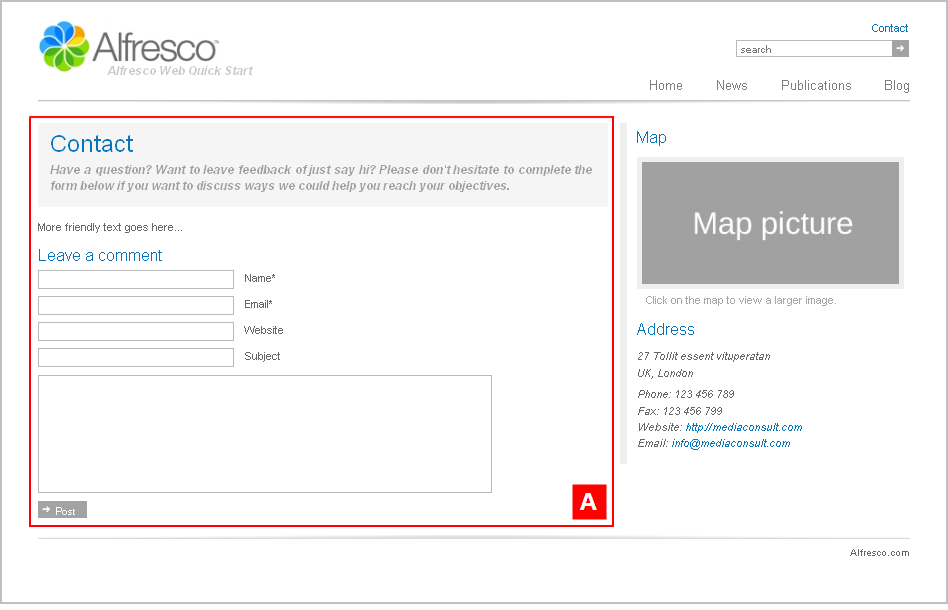 Contact
Alfresco™
Alfresco Web Quick Start
search
Home News Publications Blog
Contact
Have a question? Want to leave feedback of just say hi? Please don't hesitate to complete the
form below if you want to discuss ways we could help you reach your objectives.
More friendly text goes here...
Leave a comment
Name*
Email*
Website
Subject
Post
A
Map
Map picture
Click on the map to view a larger image.
Address
27 Tollit essent vituperatan
UK, London
Phone: 123 456 789
Fax: 123 456 799
Website: http://mediaconsult.com
Email: info@mediaconsult.com
Alfresco.com